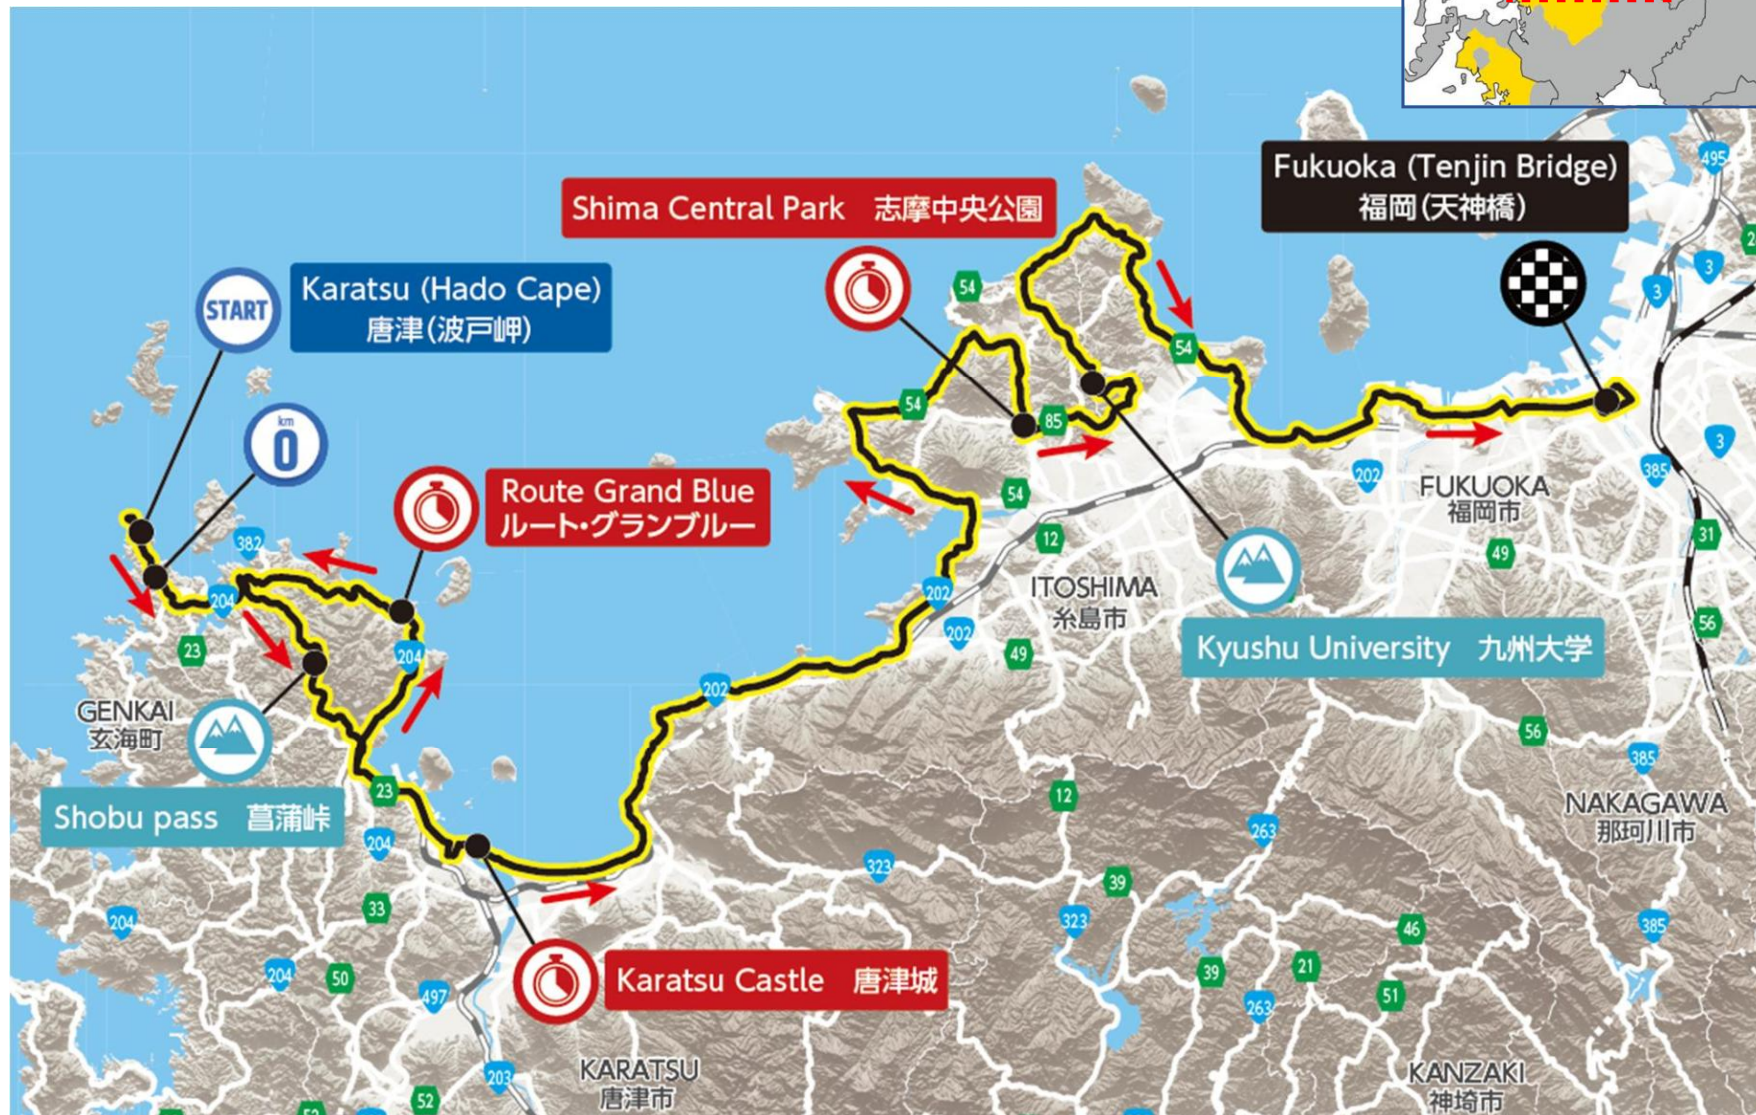 495
Fukuoka (Tenjin Bridge)
福岡(天神橋)
Shima Central Park 志摩中央公園
3
Karatsu (Hado Cape)
唐津(波戸岬)
START
54
3
54
54
85
km
0
3
202
385
FUKUOKA
福岡市
Route Grand Blue
ルート・グランブルー
54
12
49
31
382
ITOSHIMA
糸島市
204
202
202
56
23
204
49
Kyushu University 九州大学
202
GENKAI
玄海町
56
385
Shobu pass 菖蒲峠
23
12
NAKAGAWA
那珂川市
204
263
323
39
33
204
323
46
385
Karatsu Castle 唐津城
204
50
497
39
21
263
51
KARATSU
唐津市
203
52
KANZAKI
神埼市